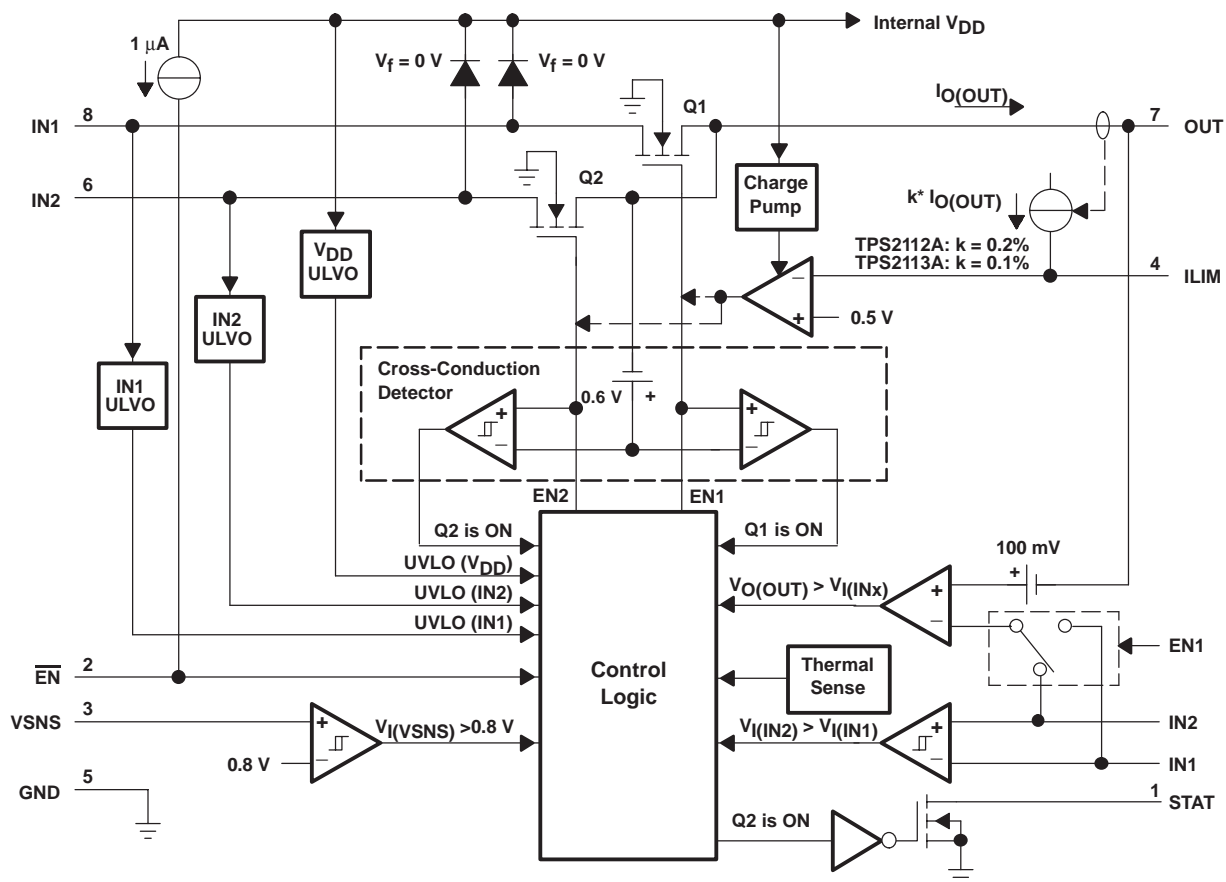 Internal VDD
1 µA
Vf = 0 V
Vf = 0 V
IO(OUT)
Q1
8
7
IN1
OUT
6
Q2
IN2
Charge
Pump
k* IO(OUT)
VDD
ULVO
TPS2112A: k = 0.2%
TPS2113A: k = 0.1%
–
4
ILIM
IN2
ULVO
+
0.5 V
Cross-Conduction
Detector
IN1
ULVO
0.6 V
+
+
+
–
–
EN2
EN1
Q2 is ON
Q1 is ON
100 mV
UVLO (VDD)
+
VO(OUT) > VI(INx)
+
UVLO (IN2)
–
UVLO (IN1)
EN1
2
EN
Control
Logic
Thermal
Sense
3
VSNS
+
VI(VSNS) >0.8 V
VI(IN2) > VI(IN1)
+
IN2
–
0.8 V
–
IN1
5
GND
1
STAT
Q2 is ON